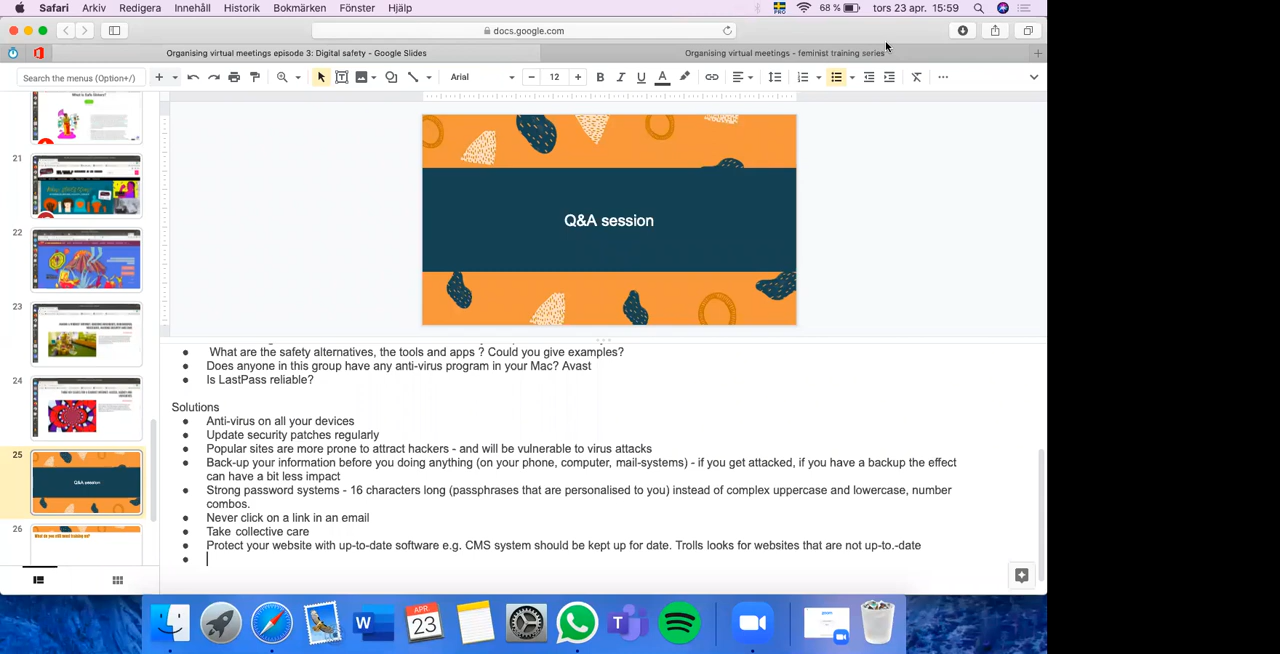 Safari Arkiv Redigera Innehåll Historik Bokmärken Fönster Hjälp 68 % tors 23 apr. 15:59
docs.google.com
Organising virtual meetings episode 3: Digital safety - Google Slides
Organising virtual meetings - feminist training series
Search the menus (Option+/)
Arial
12
Q&A session
21
22
23
24
25
Q&A session
26
What are the safety alternatives, the tools and apps ? Could you give examples?
Does anyone in this group have any anti-virus program in your Mac? Avast
Is LastPass reliable?
Solutions
Anti-virus on all your devices
Update security patches regularly
Popular sites are more prone to attract hackers - and will be vulnerable to virus attacks
Back-up your information before you doing anything (on your phone, computer, mail-systems) - if you get attacked, if you have a backup the effect
can have a bit less impact
Strong password systems - 16 characters long (passphrases that are personalised to you) instead of complex uppercase and lowercase, number
combos.
Never click on a link in an email
Take collective care
Protect your website with up-to-date software e.g. CMS system should be kept up for date. Trolls looks for websites that are not up-to.-date
APR.
23
W